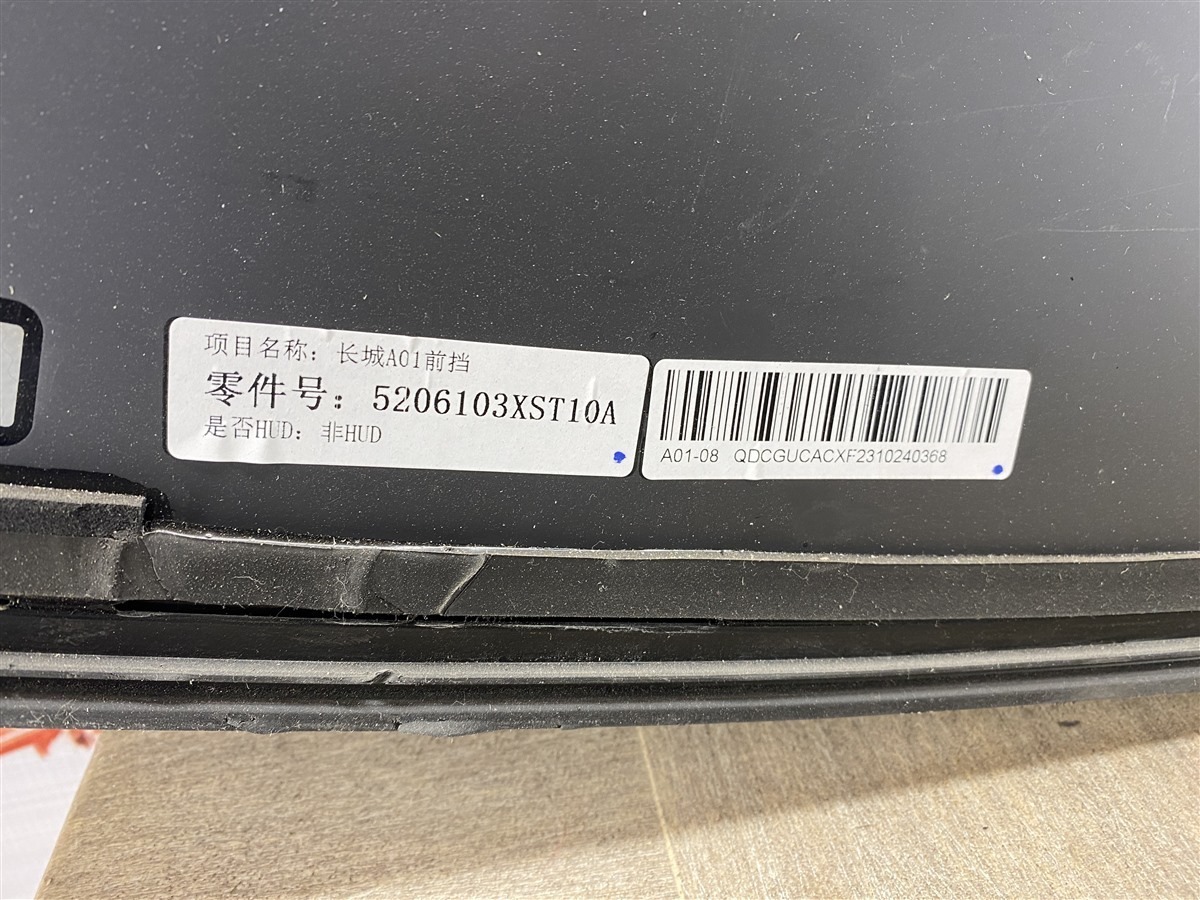 项目名称：长城A01前挡
零件号：5206103XST10A
是否HUD：非HUD
A01-08 QDCGUCACXF2310240368